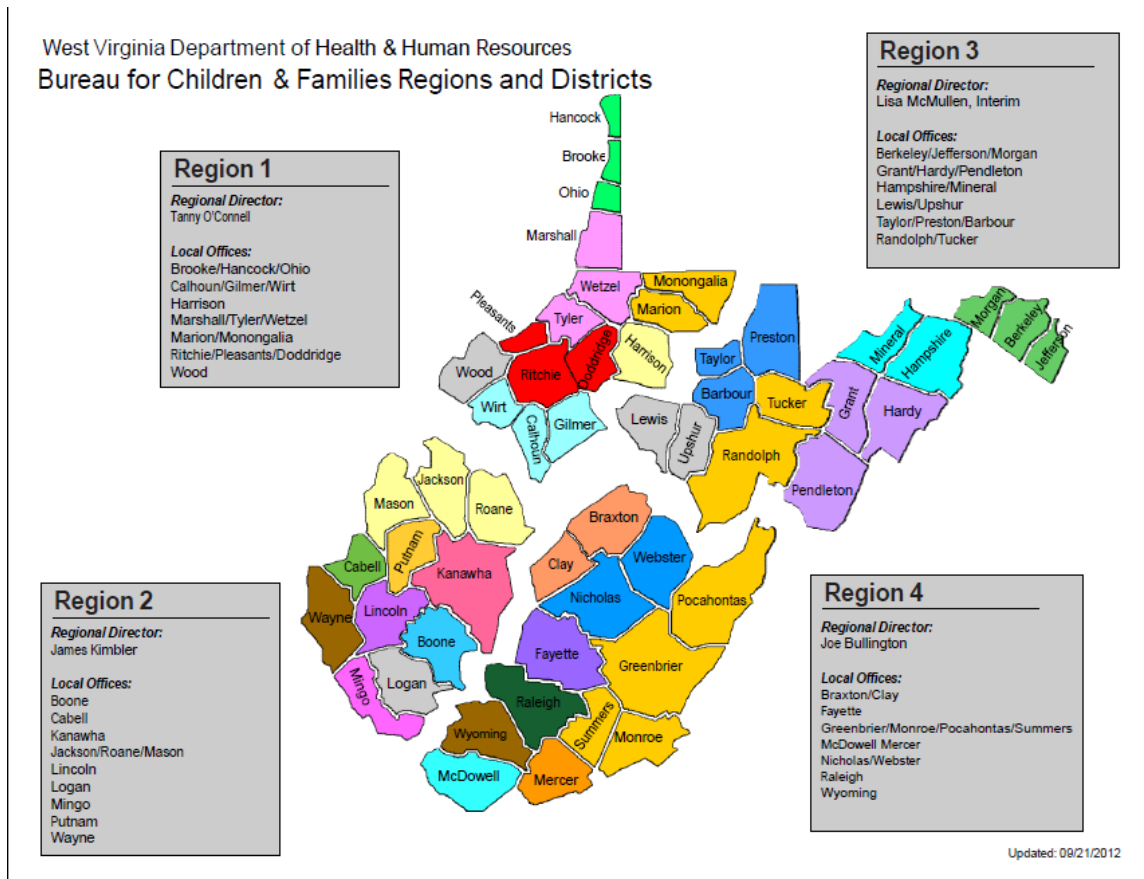 West Virginia Department of Health & Human Resources
Bureau for Children & Families Regions and Districts
Region 1
Regional Director:
Tanny O'Connell
Local Offices:
Brooke/Hancock/Ohio
Calhoun/Gilmer/Wirt
Harrison
Marshall/Tyler/Wetzel
Marion/Monongalia
Ritchie/Pleasants/Doddridge
Wood
Region 3
Regional Director:
Lisa McMullen, Interim
Local Offices:
Berkeley/Jefferson/Morgan
Grant/Hardy/Pendleton
Hampshire/Mineral
Lewis/Upshur
Taylor/Preston/Barbour
Randolph/Tucker
Hancock
Brooke
Ohio
Marshall
Wetzel
Monongalia
Marion
Pleasants
Tyler
Doddridge
Harrison
Wood
Ritchie
Wirt
Calhoun
Gilmer
Preston
Taylor
Barbour
Tucker
Lewis
Upshur
Randolph
Mineral
Hampshire
Morgan
Berkeley
Jefferson
Grant
Hardy
Pendleton
Jackson
Mason
Roane
Putnam
Cabell
Kanawha
Wayne
Lincoln
Boone
Mingo
Logan
Braxton
Clay
Webster
Nicholas
Pocahontas
Fayette
Greenbrier
Raleigh
Summers
Monroe
Wyoming
McDowell
Mercer
Region 2
Regional Director:
James Kimbler
Local Offices:
Boone
Cabell
Kanawha
Jackson/Roane/Mason
Lincoln
Logan
Mingo
Putnam
Wayne
Region 4
Regional Director:
Joe Bullington
Local Offices:
Braxton/Clay
Fayette
Greenbrier/Monroe/Pocahontas/Summers
McDowell Mercer
Nicholas/Webster
Raleigh
Wyoming
Updated: 09/21/2012